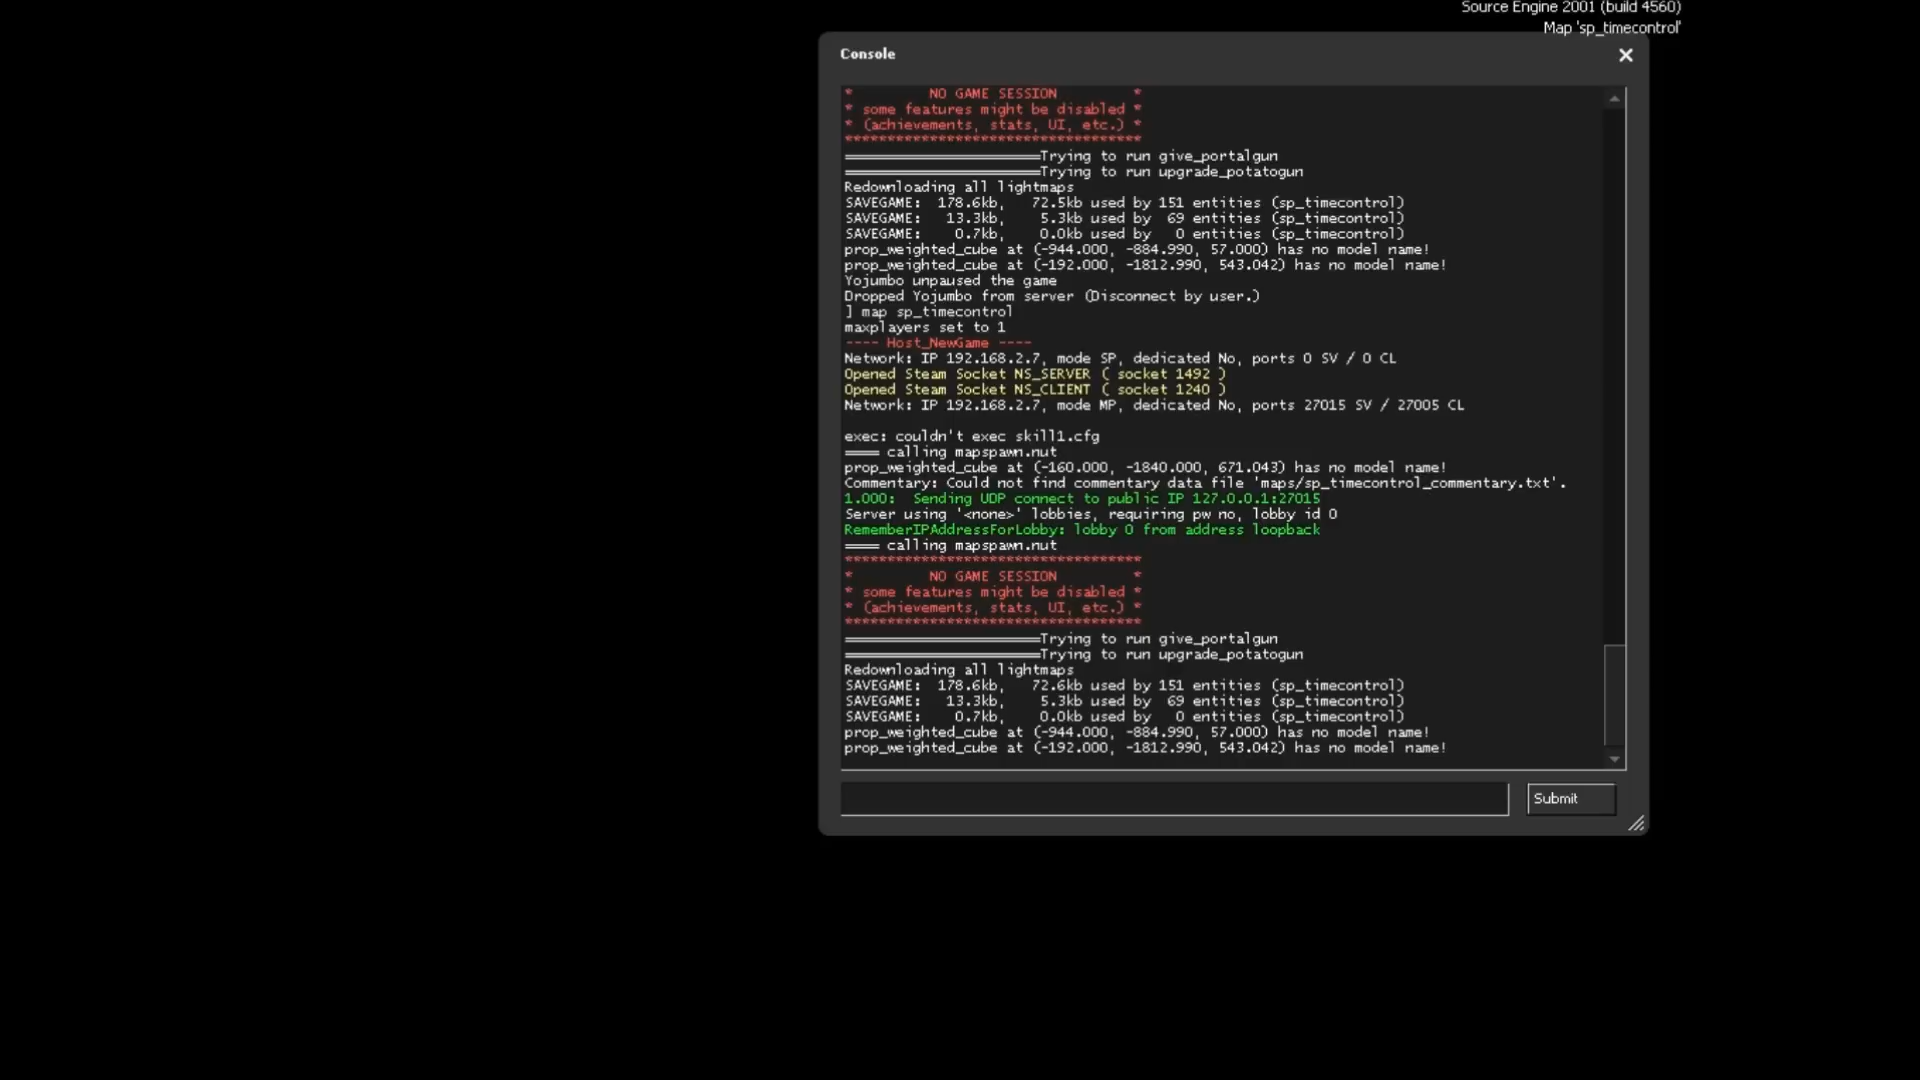 Source Engine 2001 (build 4560)
Map 'sp_timecontrol'
Console
* NO GAME SESSION *
* some features might be disabled *
* (achievements, stats, UI, etc.) *
***********************************
=======================Trying to run give_portalgun
=======================Trying to run upgrade_potatogun
Redownloading all lightmaps
SAVEGAME: 178.6kb, 72.5kb used by 151 entities (sp_timecontrol)
SAVEGAME: 13.3kb, 5.3kb used by 69 entities (sp_timecontrol)
SAVEGAME: 0.7kb, 0.0kb used by 0 entities (sp_timecontrol)
prop_weighted_cube at (-944.000, -884.990, 57.000) has no model name!
prop_weighted_cube at (-192.000, -1812.990, 543.042) has no model name!
Yojumbo unpaused the game
Dropped Yojumbo from server (Disconnect by user.)
] map sp_timecontrol
maxplayers set to 1
---- Host_NewGame ----
Network: IP 192.168.2.7, mode SP, dedicated No, ports 0 SV / 0 CL
Opened Steam Socket NS_SERVER ( socket 1492 )
Opened Steam Socket NS_CLIENT ( socket 1240 )
Network: IP 192.168.2.7, mode MP, dedicated No, ports 27015 SV / 27005 CL
exec: couldn't exec skill1.cfg
==== calling mapspawn.nut
prop_weighted_cube at (-160.000, -1840.000, 671.043) has no model name!
Commentary: Could not find commentary data file 'maps/sp_timecontrol_commentary.txt'.
1.000: Sending UDP connect to public IP 127.0.0.1:27015
Server using '<none>' lobbies, requiring pw no, lobby id 0
RememberIPAddressForLobby: lobby 0 from address loopback
==== calling mapspawn.nut
***********************************
* NO GAME SESSION *
* some features might be disabled *
* (achievements, stats, UI, etc.) *
***********************************
=======================Trying to run give_portalgun
=======================Trying to run upgrade_potatogun
Redownloading all lightmaps
SAVEGAME: 178.6kb, 72.6kb used by 151 entities (sp_timecontrol)
SAVEGAME: 13.3kb, 5.3kb used by 69 entities (sp_timecontrol)
SAVEGAME: 0.7kb, 0.0kb used by 0 entities (sp_timecontrol)
prop_weighted_cube at (-944.000, -884.990, 57.000) has no model name!
prop_weighted_cube at (-192.000, -1812.990, 543.042) has no model name!
Submit